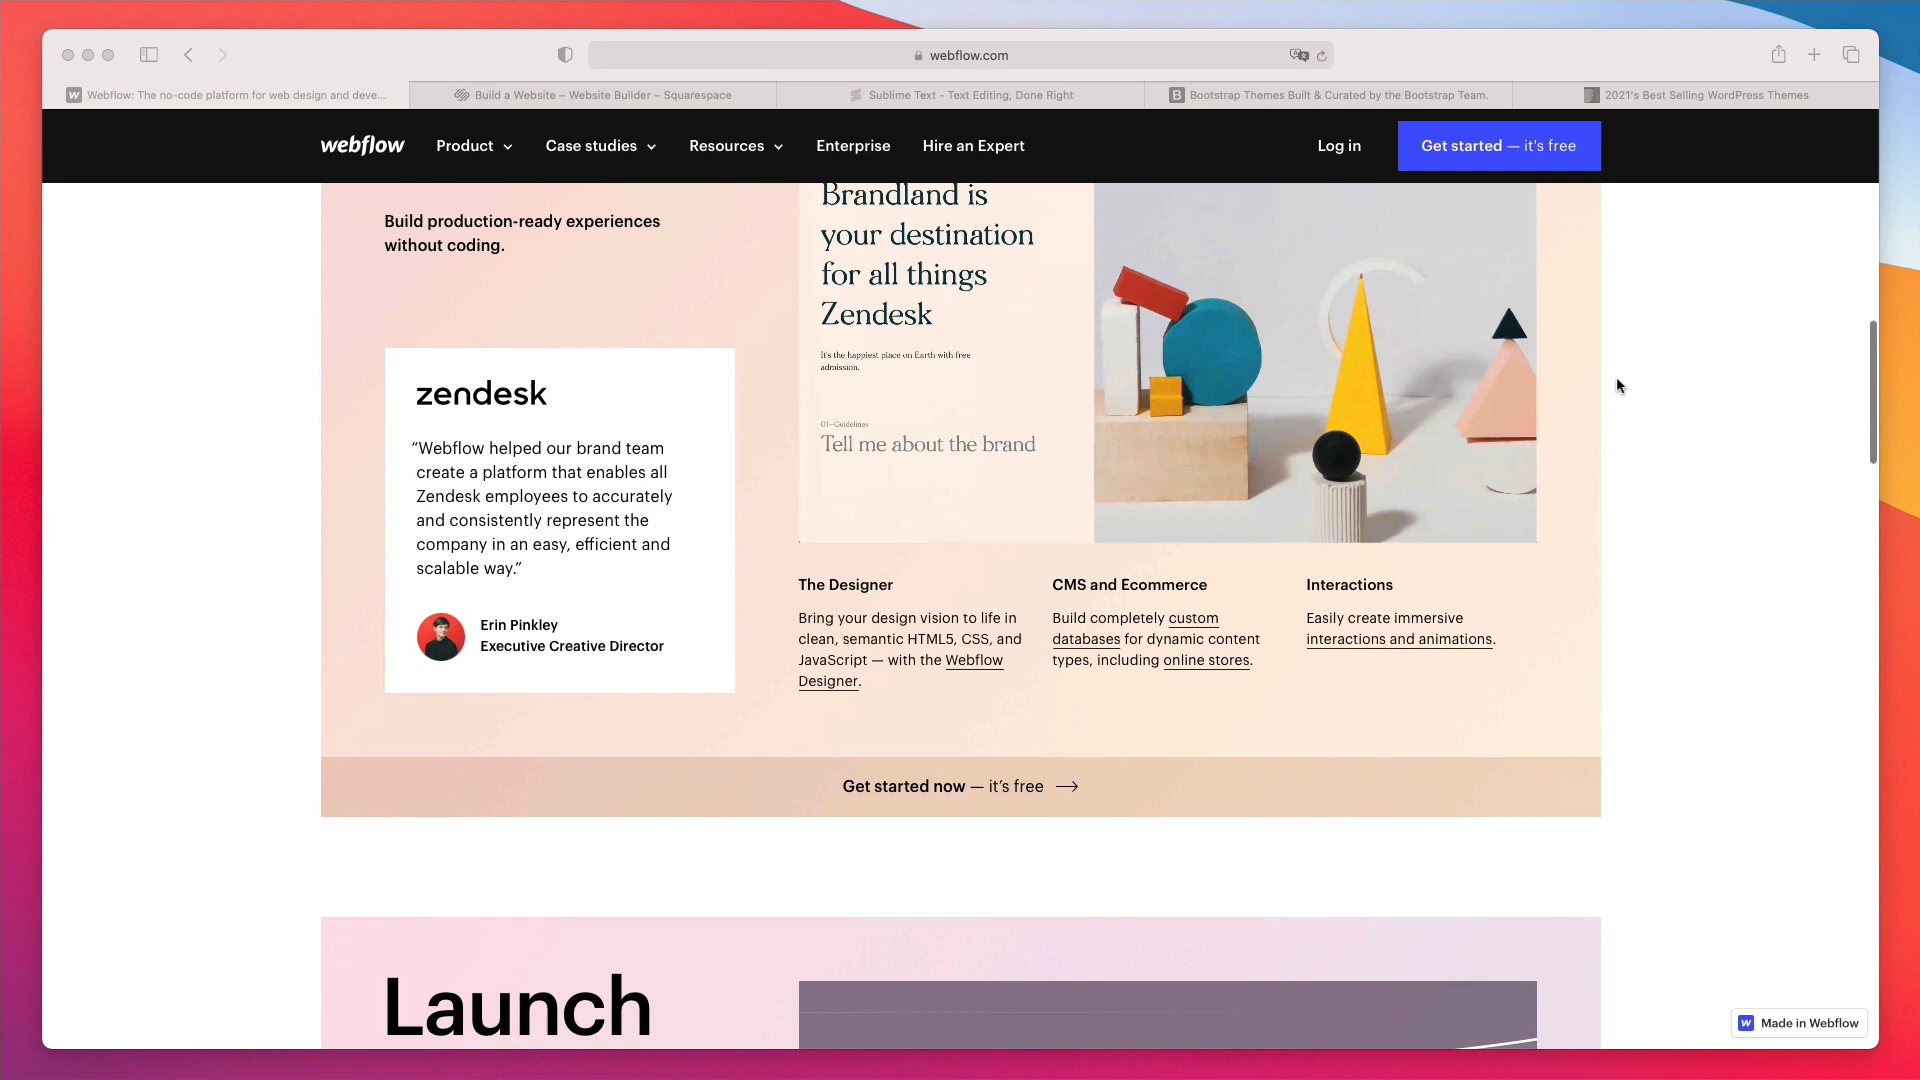 webflow.com
Webflow: The no-code platform for web design and deve...
Build a Website – Website Builder – Squarespace
Sublime Text - Text Editing, Done Right
B Bootstrap Themes Built & Curated by the Bootstrap Team.
2021's Best Selling WordPress Themes
webflow
Product
Case studies
Resources
Enterprise
Hire an Expert
Log in
Get started — it's free
Build production-ready experiences
without coding.
zendesk
“Webflow helped our brand team
create a platform that enables all
Zendesk employees to accurately
and consistently represent the
company in an easy, efficient and
scalable way.”
Erin Pinkley
Executive Creative Director
Brandland is
your destination
for all things
Zendesk
It's the happiest place on Earth with free
admission.
01—Guidelines
Tell me about the brand
The Designer
Bring your design vision to life in
clean, semantic HTML5, CSS, and
JavaScript — with the Webflow
Designer.
CMS and Ecommerce
Build completely custom
databases for dynamic content
types, including online stores.
Interactions
Easily create immersive
interactions and animations.
Get started now — it’s free
Launch
Made in Webflow